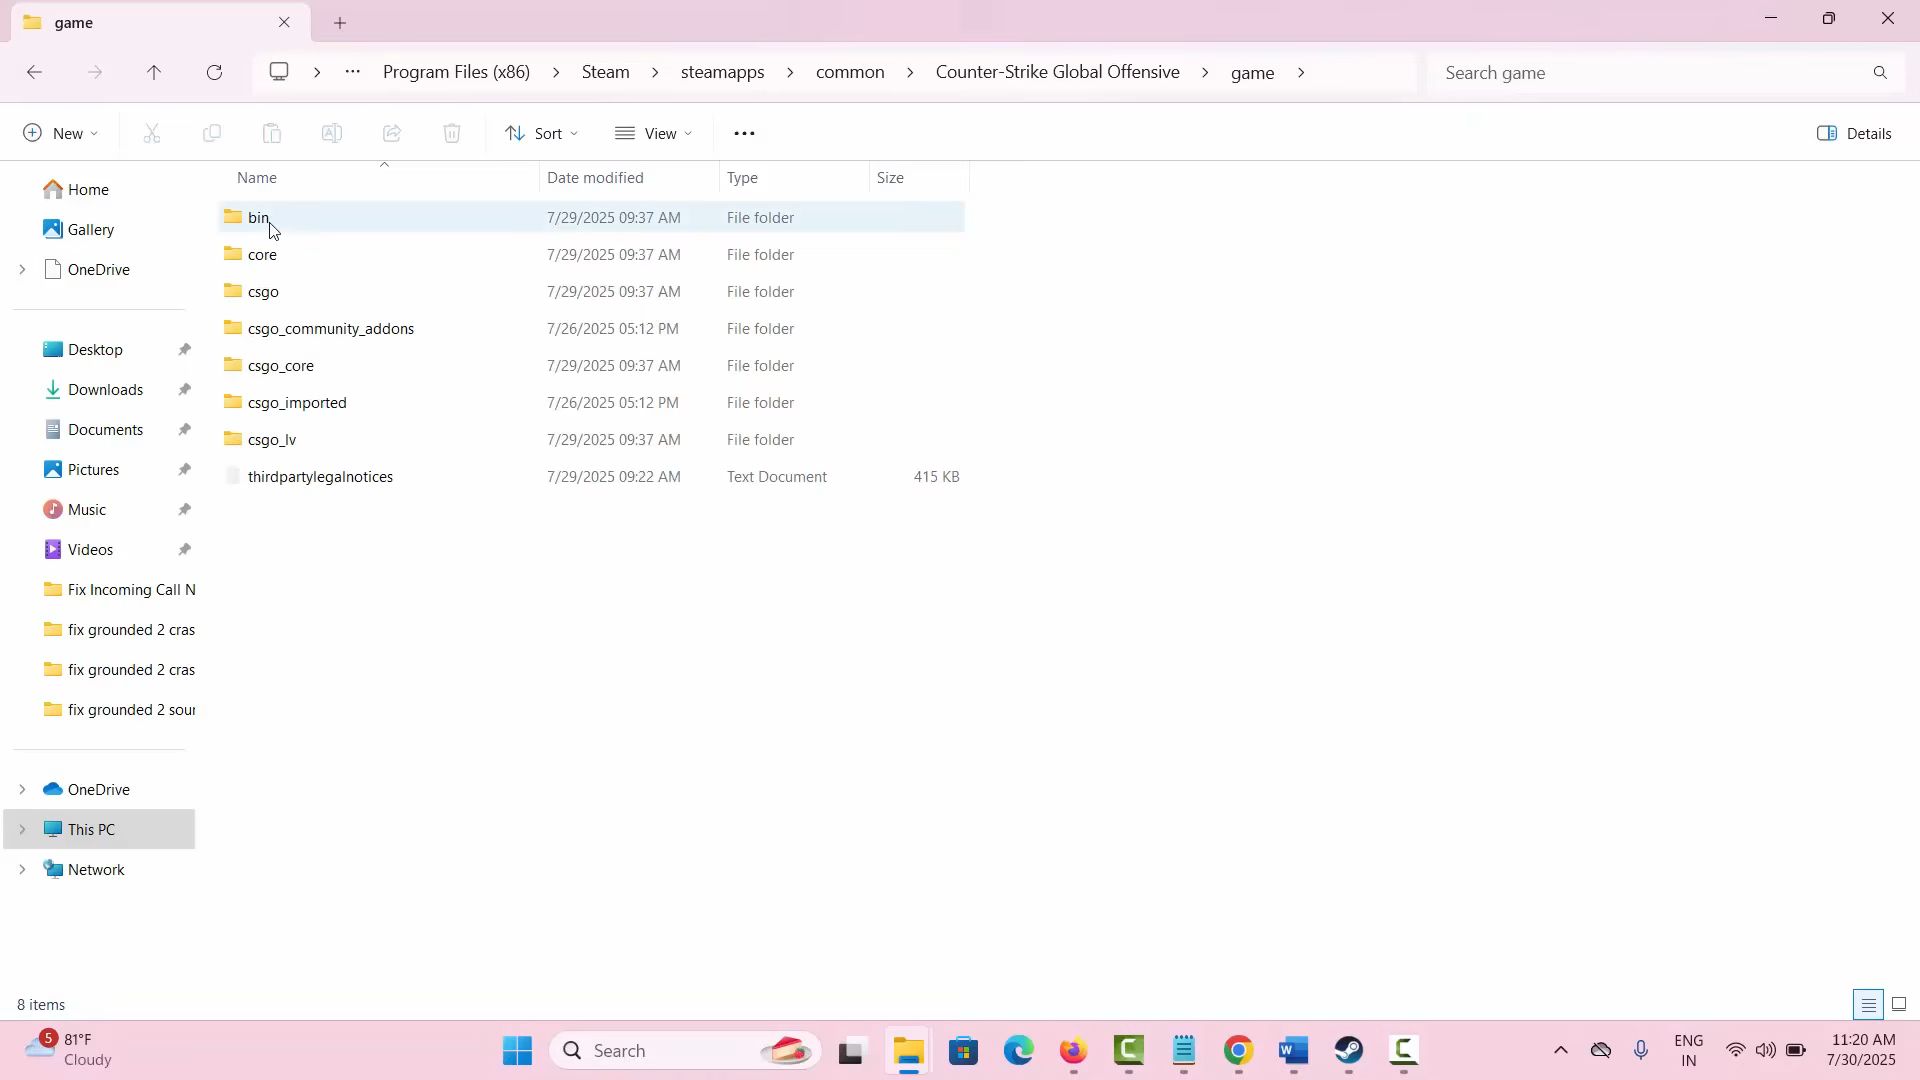 game
Program Files (x86) Steam steamapps common Counter-Strike Global Offensive game
Search game
New Sort View Details
Name Date modified Type Size
Home
Gallery
OneDrive
Desktop
Downloads
Documents
Pictures
Music
Videos
Fix Incoming Call N
fix grounded 2 cras
fix grounded 2 cras
fix grounded 2 sour
OneDrive
This PC
Network
bin 7/29/2025 09:37 AM File folder
core 7/29/2025 09:37 AM File folder
csgo 7/29/2025 09:37 AM File folder
csgo_community_addons 7/26/2025 05:12 PM File folder
csgo_core 7/29/2025 09:37 AM File folder
csgo_imported 7/26/2025 05:12 PM File folder
csgo_lv 7/29/2025 09:37 AM File folder
thirdpartylegalnotices 7/29/2025 09:22 AM Text Document 415 KB
8 items
5 81°F
Cloudy
Search
ENG
IN
11:20 AM
7/30/2025